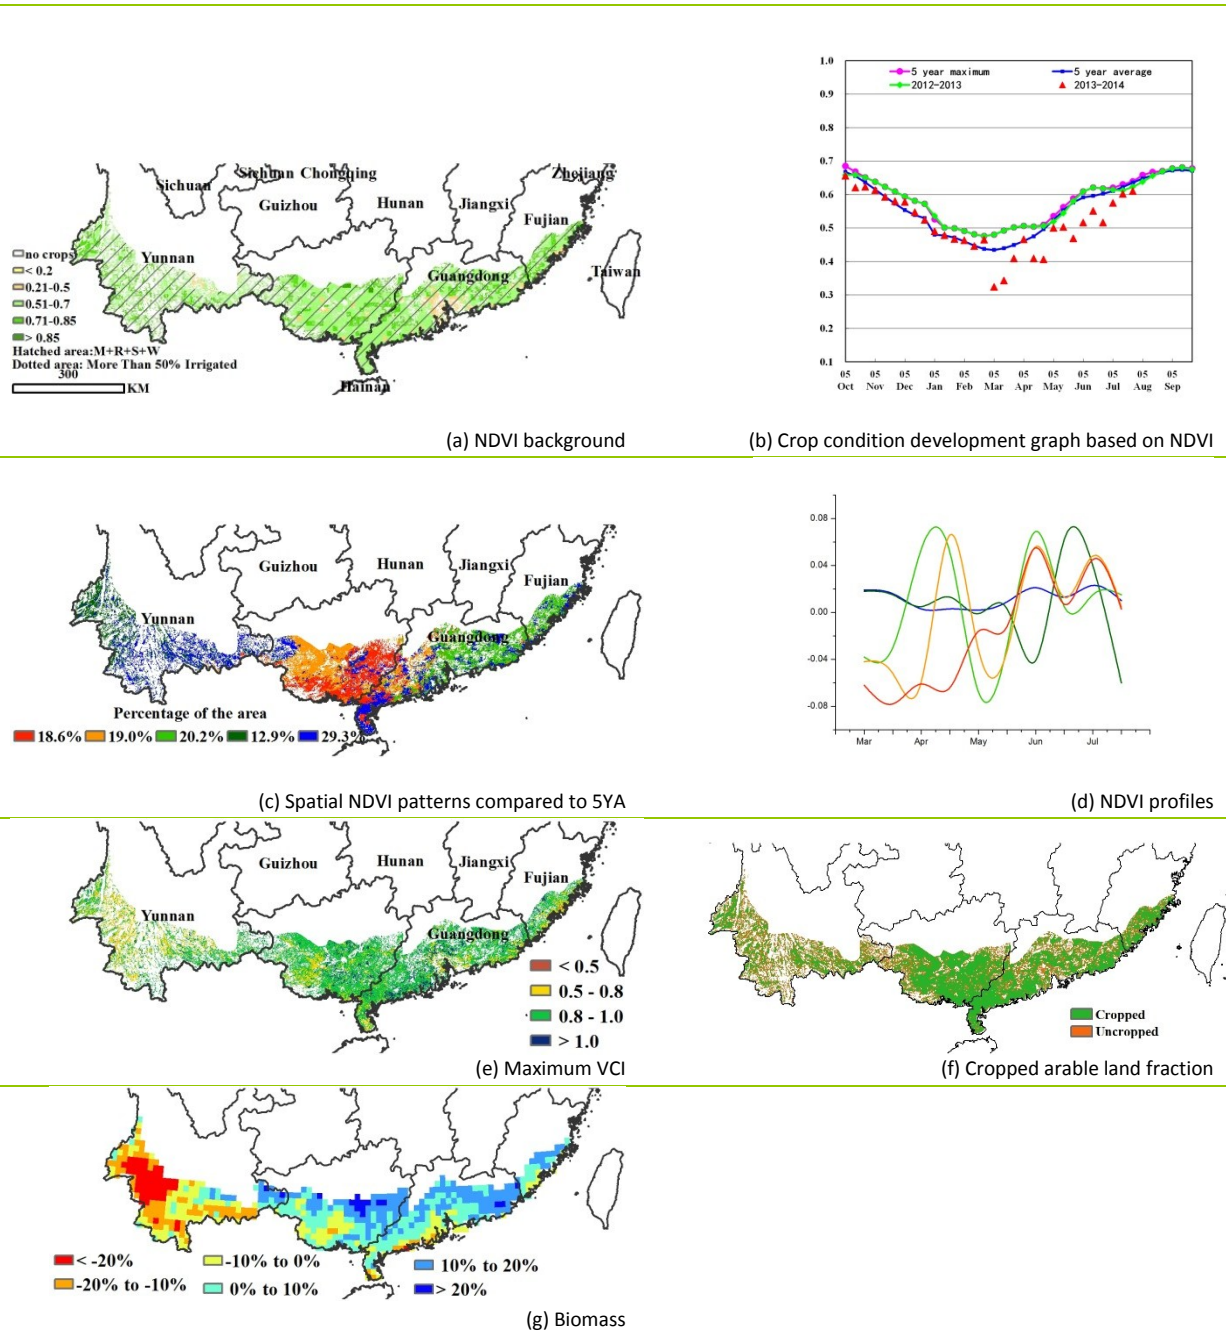 Sichuan
Sichuan Chongqing
Zhejiang
Guizhou
Hunan
Jiangxi
Fujian
Yunnan
Guangdong
Taiwan
Hainan
no crops
< 0.2
0.21-0.5
0.51-0.7
0.71-0.85
> 0.85
Hatched area:M+R+S+W
Dotted area: More Than 50% Irrigated
300
KM
(a) NDVI background
5 year maximum
5 year average
2012-2013
2013-2014
1.0
0.9
0.8
0.7
0.6
0.5
0.4
0.3
0.2
0.1
05 05 05 05 05 05 05 05 05 05 05 05
Oct Nov Dec Jan Feb Mar Apr May Jun Jul Aug Sep
(b) Crop condition development graph based on NDVI
Guizhou
Hunan
Jiangxi
Fujian
Yunnan
Guangdong
Percentage of the area
18.6% 19.0% 20.2% 12.9% 29.3%
(c) Spatial NDVI patterns compared to 5YA
0.08
0.04
0.00
-0.04
-0.08
Mar Apr May Jun Jul
(d) NDVI profiles
Guizhou
Hunan
Jiangxi
Fujian
Yunnan
Guangdong
< 0.5
0.5 - 0.8
0.8 - 1.0
> 1.0
(e) Maximum VCI
Cropped
Uncropped
(f) Cropped arable land fraction
< -20%
-10% to 0%
10% to 20%
-20% to -10%
0% to 10%
> 20%
(g) Biomass